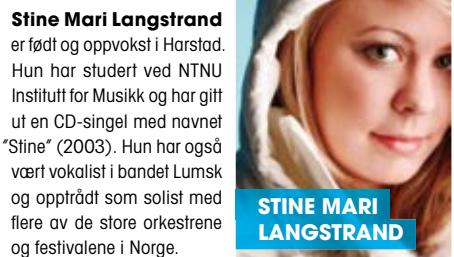 Stine Mari Langstrand
er født og oppvokst i Harstad.
Hun har studert ved NTNU
Institutt for Musikk og har gitt
ut en CD-singel med navnet
"Stine" (2003). Hun har også
vært vokalist i bandet Lumsk
og opptrådt som solist med
flere av de store orkestrene
og festivalene i Norge.
STINE MARI
LANGSTRAND